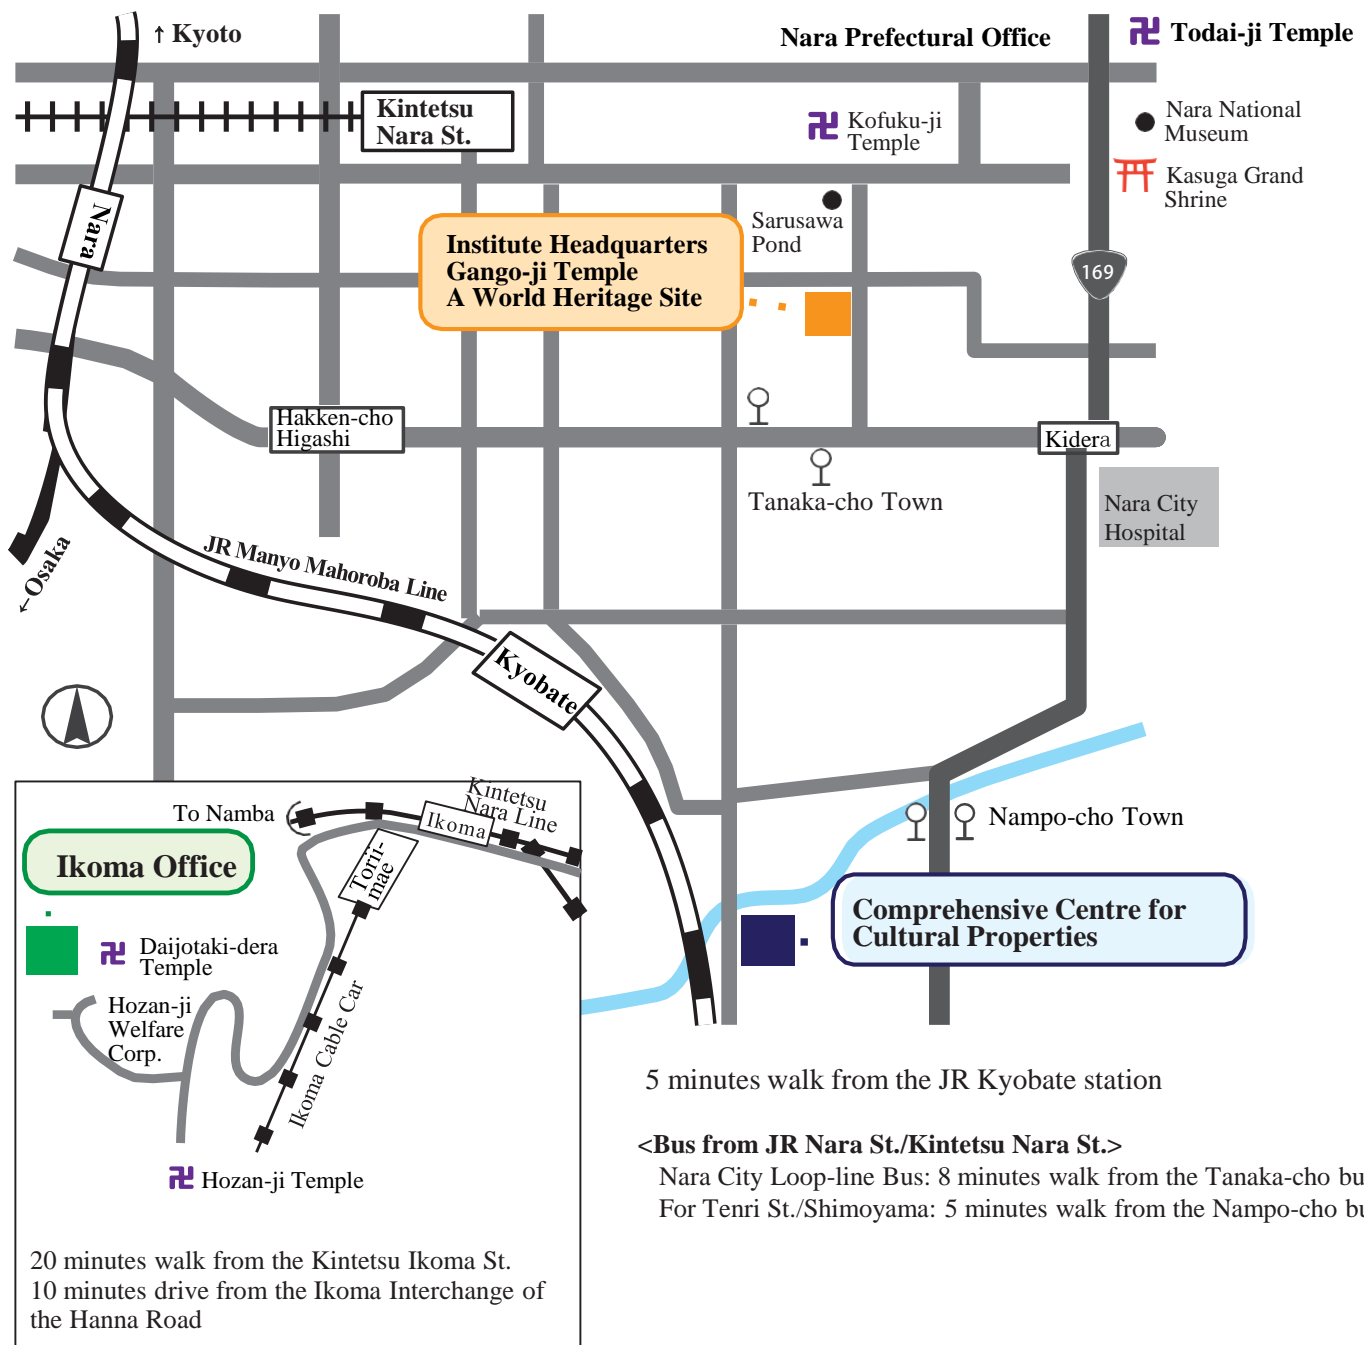 ↑ Kyoto
Nara Prefectural Office
Todai-ji Temple
Kintetsu
Nara St.
Kofuku-ji
Temple
Nara National
Museum
Kasuga Grand
Shrine
Nara
Sarusawa
Pond
Institute Headquarters
Gango-ji Temple
A World Heritage Site
169
Hakken-cho
Higashi
Kidera
Tanaka-cho Town
Nara City
Hospital
←Osaka
JR Manyo Mahoroba Line
Kyobate
Nampo-cho Town
Comprehensive Centre for
Cultural Properties
To Namba
Kintetsu
Nara Line
Ikoma
Torii-
mae
Ikoma Office
Daijotaki-dera
Temple
Hozan-ji
Welfare
Corp.
Ikoma Cable Car
Hozan-ji Temple
20 minutes walk from the Kintetsu Ikoma St.
10 minutes drive from the Ikoma Interchange of
the Hanna Road
5 minutes walk from the JR Kyobate station
<Bus from JR Nara St./Kintetsu Nara St.>
Nara City Loop-line Bus: 8 minutes walk from the Tanaka-cho bu
For Tenri St./Shimoyama: 5 minutes walk from the Nampo-cho bu